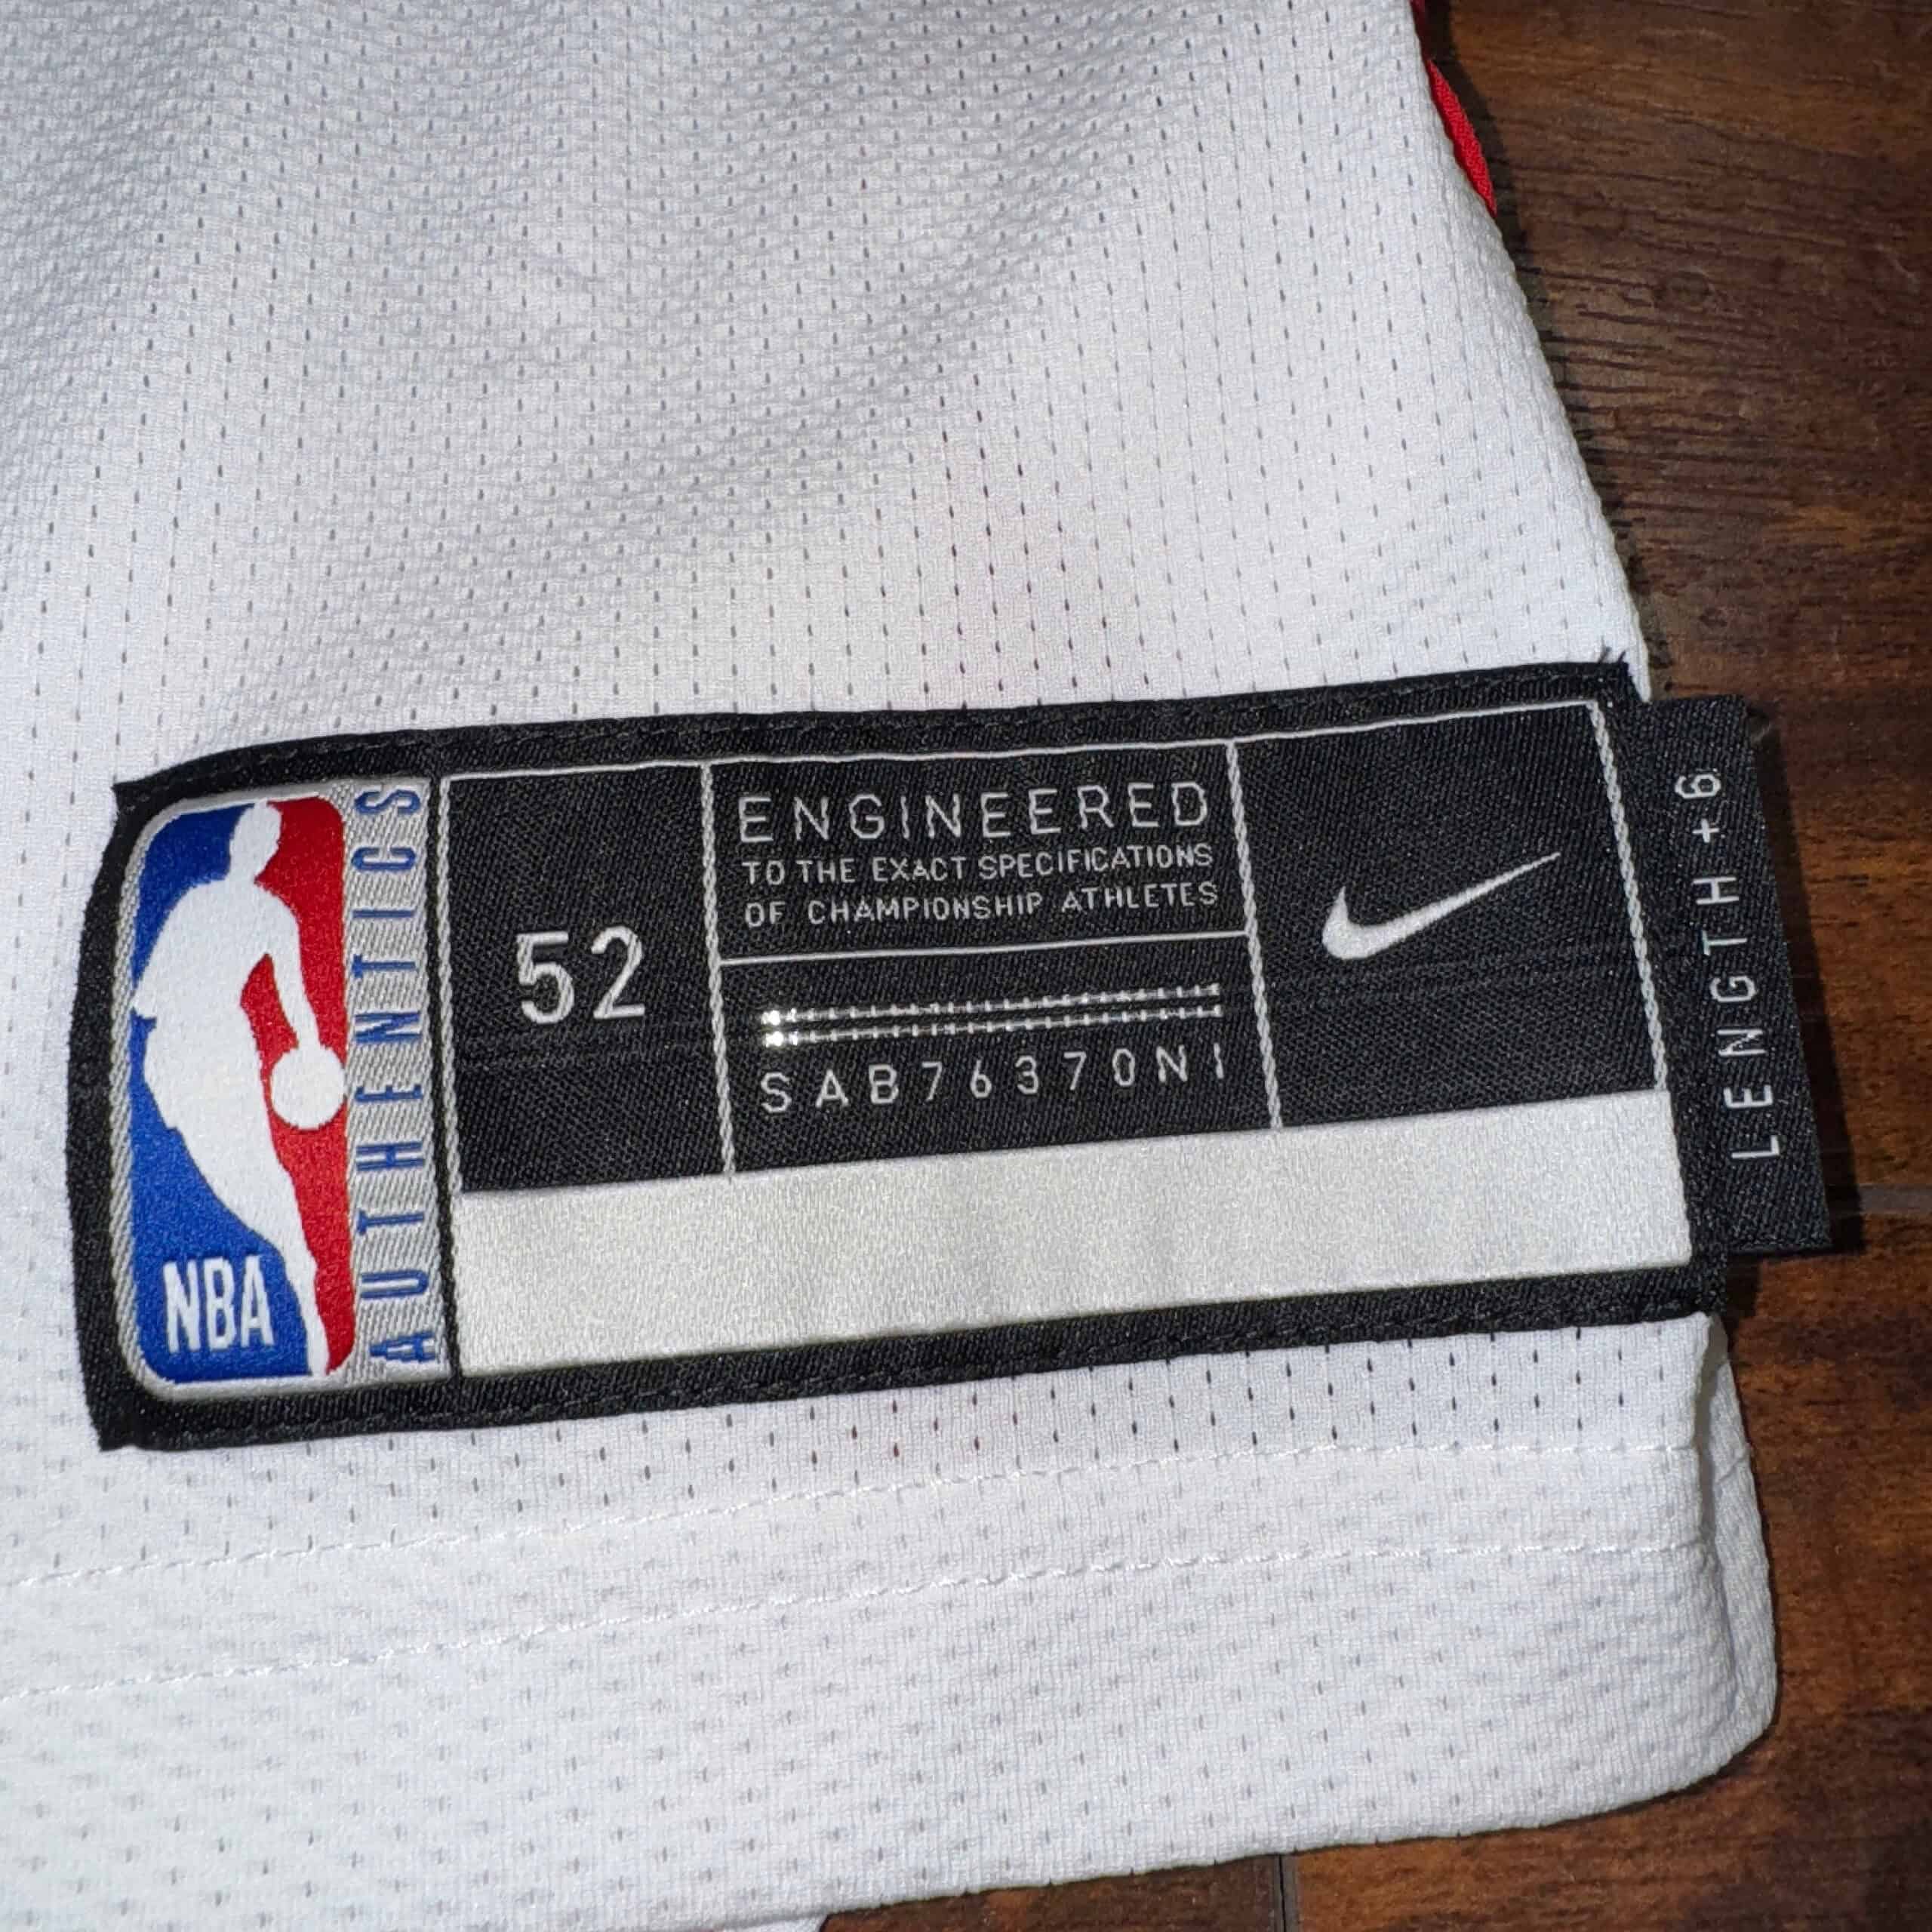 NBA
AUTHENTICS
52
ENGINEERED
TO THE EXACT SPECIFICATIONS
OF CHAMPIONSHIP ATHLETES
SAB76370NI
LENGTH +6